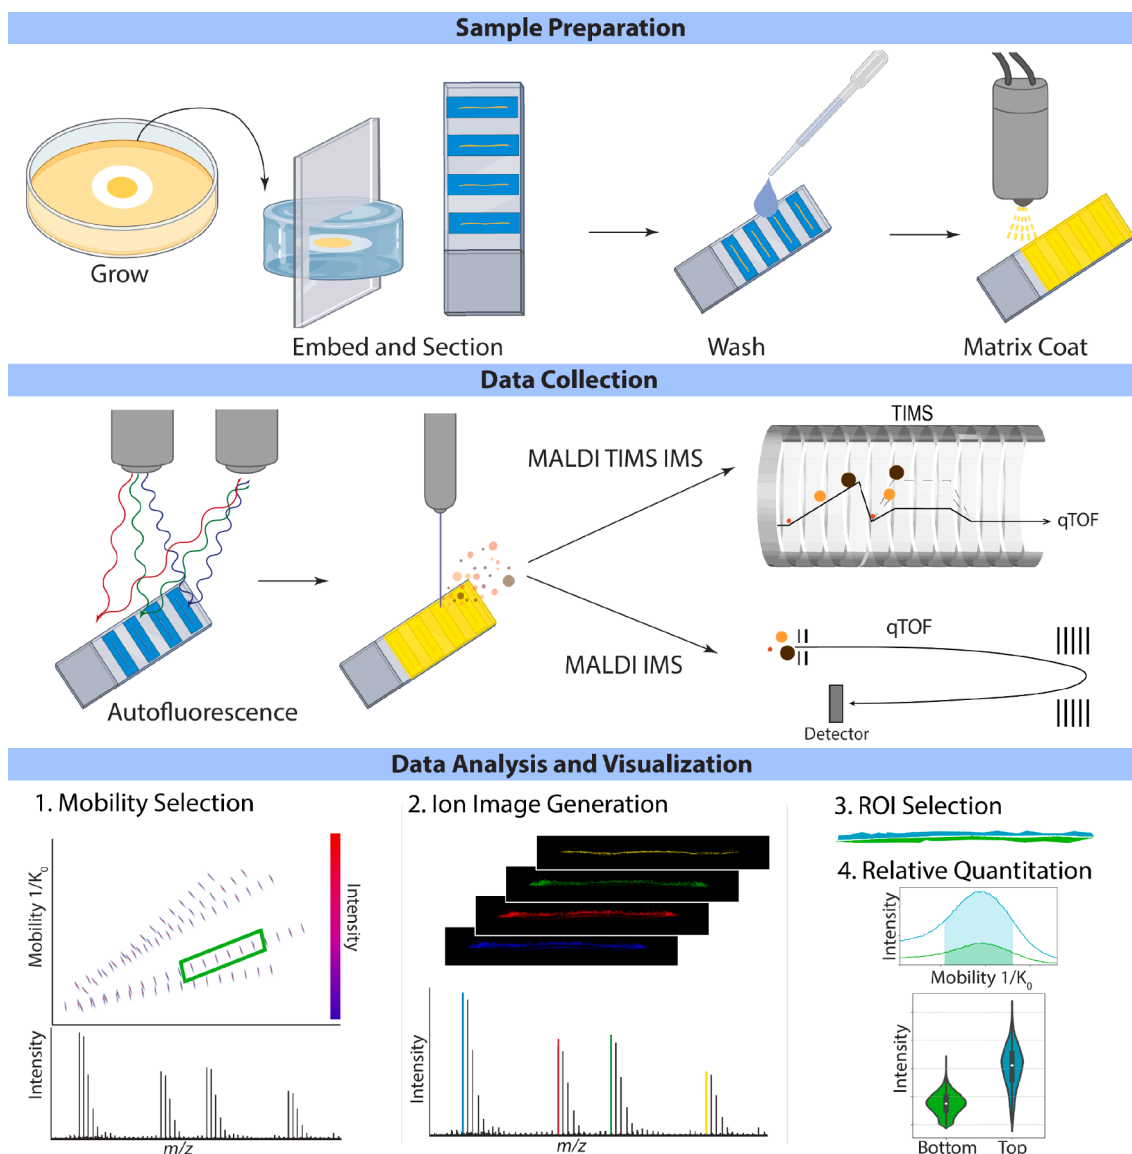 Sample Preparation
Grow
Embed and Section
Wash
Matrix Coat
Data Collection
Autofluorescence
MALDI TIMS IMS
MALDI IMS
TIMS
qTOF
qTOF
Detector
Data Analysis and Visualization
1. Mobility Selection
Mobility 1/K₀
Intensity
Intensity
m/z
2. Ion Image Generation
Intensity
m/z
3. ROI Selection
4. Relative Quantitation
Intensity
Mobility 1/K₀
Intensity
Bottom Top